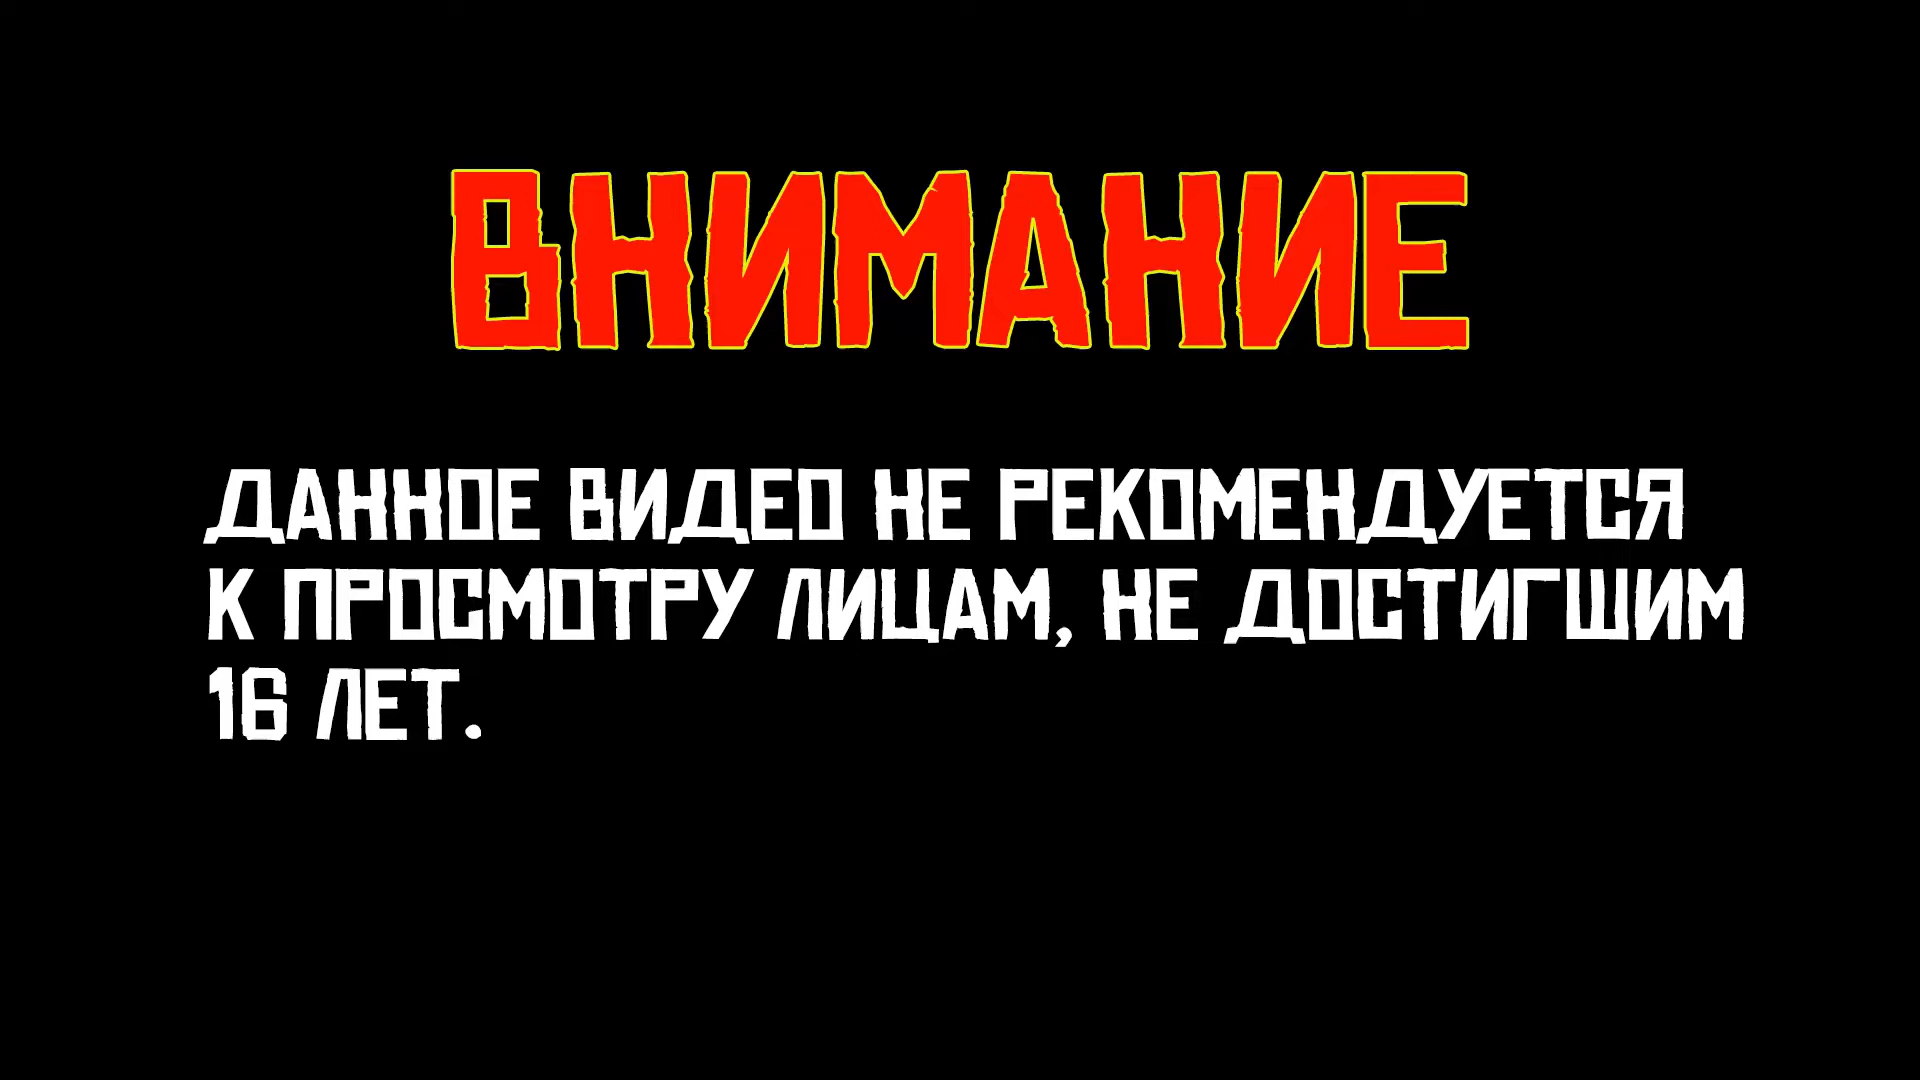 ВНИМАНИЕ
ДАННОЕ ВИДЕО НЕ РЕКОМЕНДУЕТСЯ
К ПРОСМОТРУ ЛИЦАМ, НЕ ДОСТИГШИМ
16 ЛЕТ.